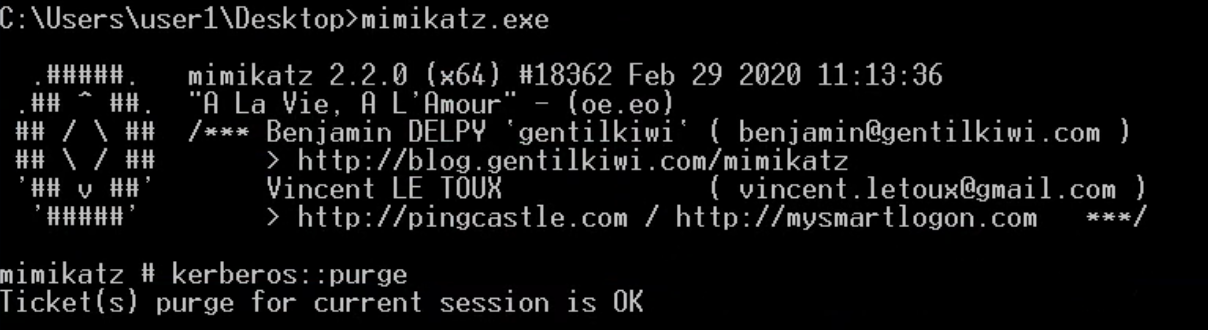 C:\Users\user1\Desktop>mimikatz.exe
  .#####.   mimikatz 2.2.0 (x64) #18362 Feb 29 2020 11:13:36
 .## ^ ##.  "A La Vie, A L'Amour" - (oe.eo)
 ## / \ ##  /*** Benjamin DELPY `gentilkiwi` ( benjamin@gentilkiwi.com )
 ## \ / ##       > http://blog.gentilkiwi.com/mimikatz
 '## v ##'       Vincent LE TOUX             ( vincent.letoux@gmail.com )
  '#####'        > http://pingcastle.com / http://mysmartlogon.com   ***/
mimikatz # kerberos::purge
Ticket(s) purge for current session is OK